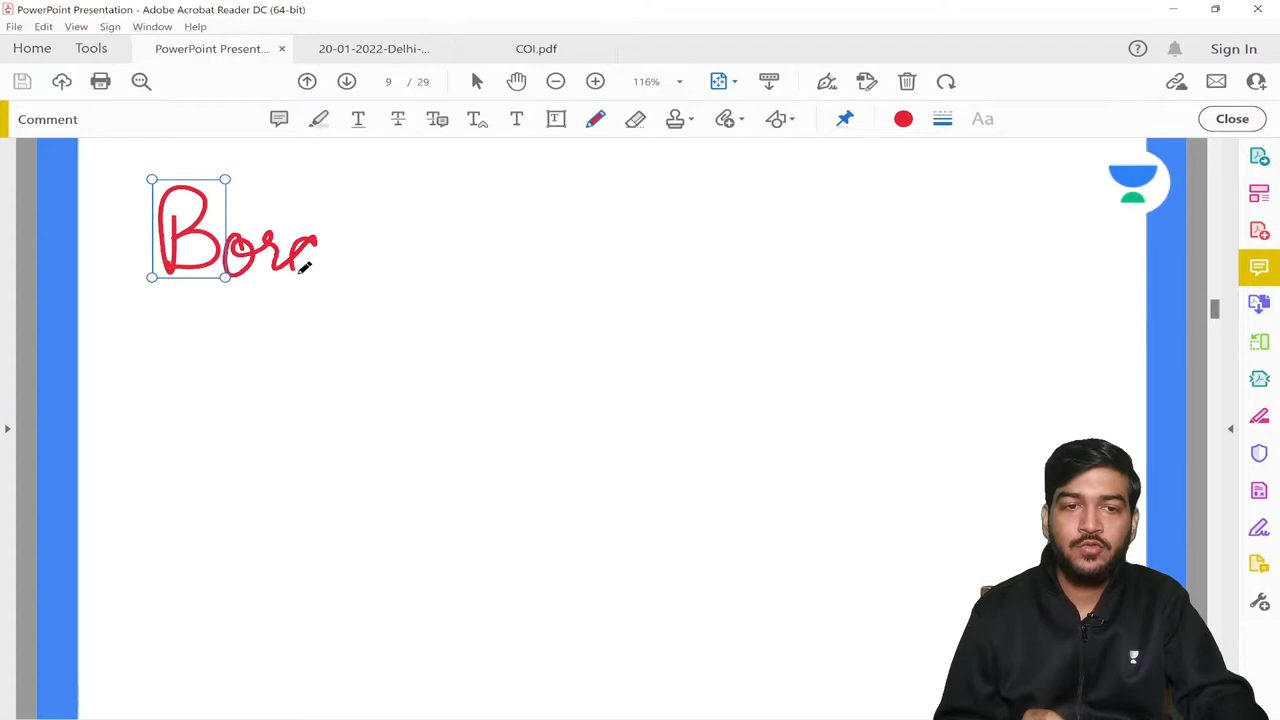 PowerPoint Presentation - Adobe Acrobat Reader DC (64-bit)
File Edit View Sign Window Help
Home Tools PowerPoint Present... × 20-01-2022-Delhi-... COI.pdf Sign In
9 / 29 116%
Comment Aa Close